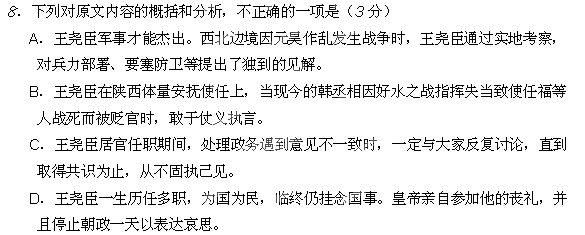 8．下列对原文内容的概括和分析，不正确的一项是（3分）
A．王尧臣军事才能杰出。西北边境因元昊作乱发生战争时，王尧臣通过实地考察，
对兵力部署、要塞防卫等提出了独到的见解。
B．王尧臣在陕西体量安抚使任上，当现今的韩丞相因好水之战指挥失当致使任福等
人战死而被贬官时，敢于仗义执言。
C．王尧臣居官任职期间，处理政务遇到意见不一致时，一定与大家反复讨论，直到
取得共识为止，从不固执己见。
D．王尧臣一生历任多职，为国为民，临终仍挂念国事。皇帝亲自参加他的丧礼，并
且停止朝政一天以表达哀思。